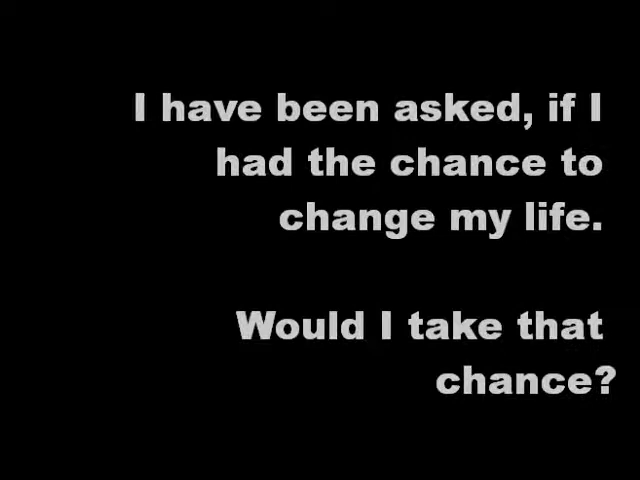 I have been asked, if I
had the chance to
change my life.
Would I take that
chance?